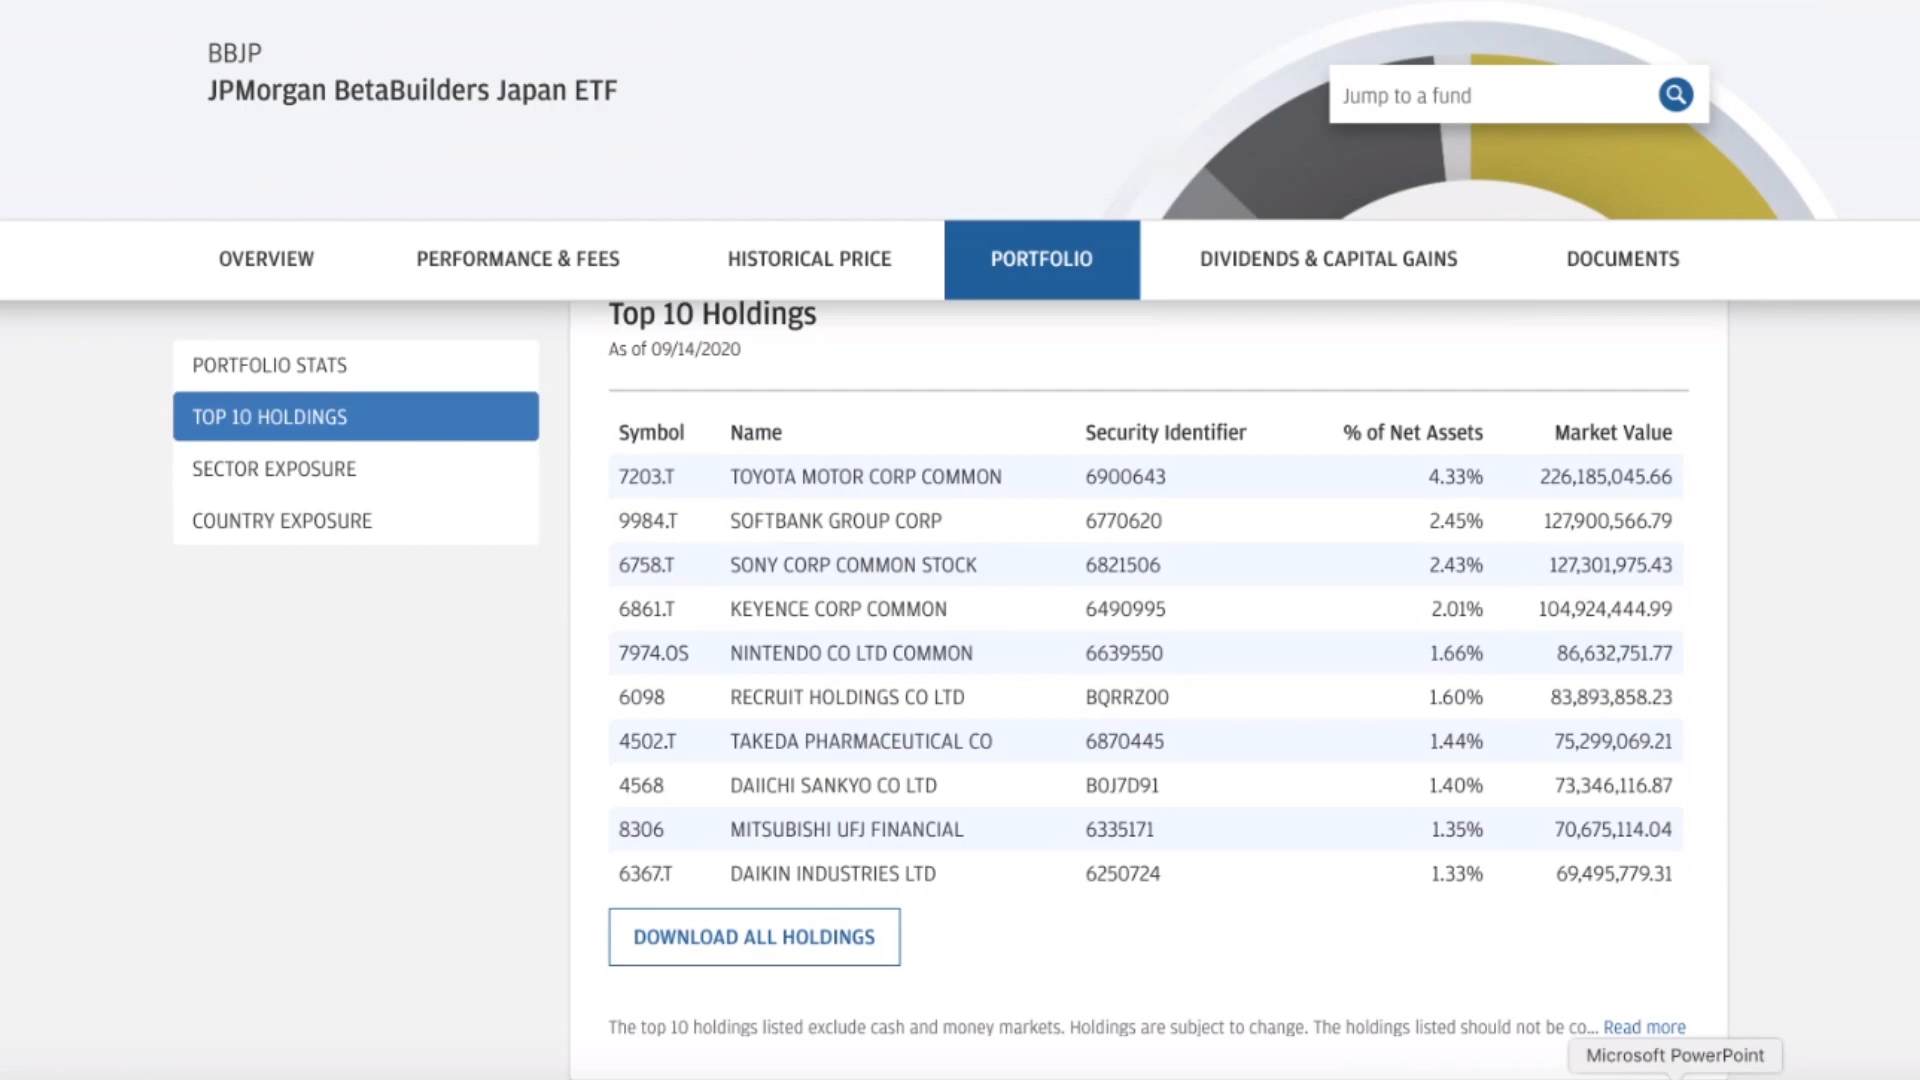 BBJP
JPMorgan BetaBuilders Japan ETF
Jump to a fund
OVERVIEW PERFORMANCE & FEES HISTORICAL PRICE PORTFOLIO DIVIDENDS & CAPITAL GAINS DOCUMENTS
PORTFOLIO STATS
TOP 10 HOLDINGS
SECTOR EXPOSURE
COUNTRY EXPOSURE
Top 10 Holdings
As of 09/14/2020
Symbol Name Security Identifier % of Net Assets Market Value
7203.T TOYOTA MOTOR CORP COMMON 6900643 4.33% 226,185,045.66
9984.T SOFTBANK GROUP CORP 6770620 2.45% 127,900,566.79
6758.T SONY CORP COMMON STOCK 6821506 2.43% 127,301,975.43
6861.T KEYENCE CORP COMMON 6490995 2.01% 104,924,444.99
7974.OS NINTENDO CO LTD COMMON 6639550 1.66% 86,632,751.77
6098 RECRUIT HOLDINGS CO LTD BQRRZ00 1.60% 83,893,858.23
4502.T TAKEDA PHARMACEUTICAL CO 6870445 1.44% 75,299,069.21
4568 DAIICHI SANKYO CO LTD B0J7D91 1.40% 73,346,116.87
8306 MITSUBISHI UFJ FINANCIAL 6335171 1.35% 70,675,114.04
6367.T DAIKIN INDUSTRIES LTD 6250724 1.33% 69,495,779.31
DOWNLOAD ALL HOLDINGS
The top 10 holdings listed exclude cash and money markets. Holdings are subject to change. The holdings listed should not be co... Read more
Microsoft PowerPoint